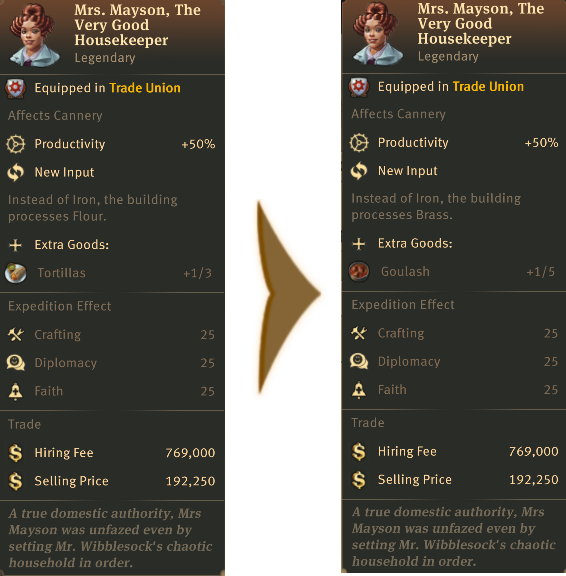 Mrs. Mayson, The
Very Good
Housekeeper
Legendary
Equipped in Trade Union
Affects Cannery
Productivity +50%
New Input
Instead of Iron, the building
processes Flour.
Extra Goods:
Tortillas +1/3
Expedition Effect
Crafting 25
Diplomacy 25
Faith 25
Trade
Hiring Fee 769,000
Selling Price 192,250
A true domestic authority, Mrs
Mayson was unfazed even by
setting Mr. Wibblesock's chaotic
household in order.
Mrs. Mayson, The
Very Good
Housekeeper
Legendary
Equipped in Trade Union
Affects Cannery
Productivity +50%
New Input
Instead of Iron, the building
processes Brass.
Extra Goods:
Goulash +1/5
Expedition Effect
Crafting 25
Diplomacy 25
Faith 25
Trade
Hiring Fee 769,000
Selling Price 192,250
A true domestic authority, Mrs
Mayson was unfazed even by
setting Mr. Wibblesock's chaotic
household in order.